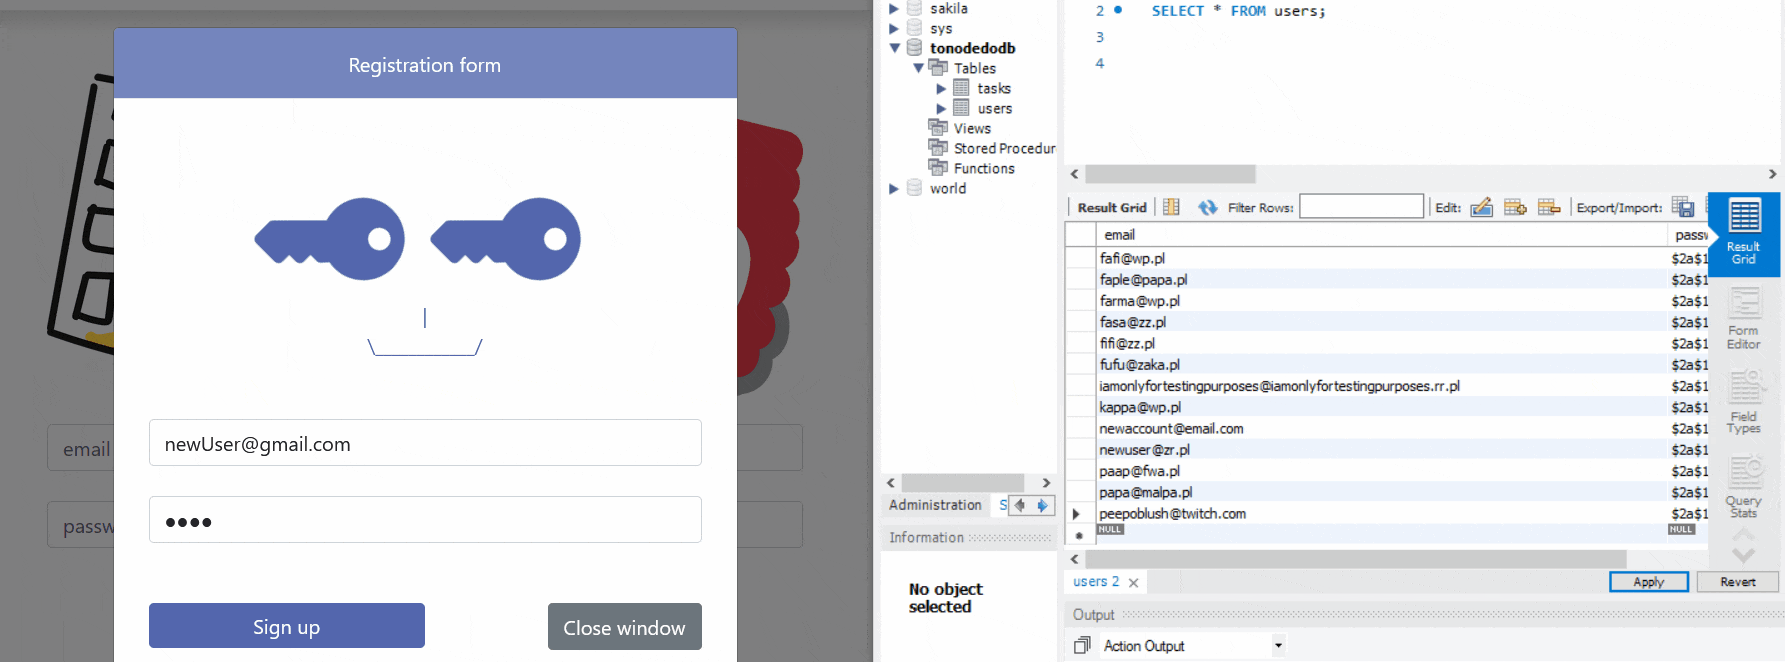 Registration form
newUser@gmail.com
••••
Sign up
Close window
email
passw
sakila
sys
tonodedodb
Tables
tasks
users
Views
Stored Procedur
Functions
world
Administration S
Information
No object
selected
2 SELECT * FROM users;
3
4
Result Grid Filter Rows: Edit: Export/Import:
email passw
fafi@wp.pl $2a$1
faple@papa.pl $2a$1
farma@wp.pl $2a$1
fasa@zz.pl $2a$1
fifi@zz.pl $2a$1
fufu@zaka.pl $2a$1
iamonlyfortestingpurposes@iamonlyfortestingpurposes.rr.pl $2a$1
kappa@wp.pl $2a$1
newaccount@email.com $2a$1
newuser@zr.pl $2a$1
paap@fwa.pl $2a$1
papa@malpa.pl $2a$1
peepoblush@twitch.com $2a$1
NULL NULL
Result
Grid
Form
Editor
Field
Types
Query
Stats
users 2
Apply Revert
Output
Action Output